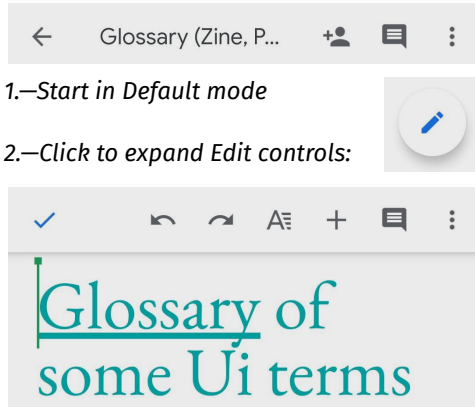 Glossary (Zine, P...
1.—Start in Default mode
2.—Click to expand Edit controls:
Glossary of
some Ui terms